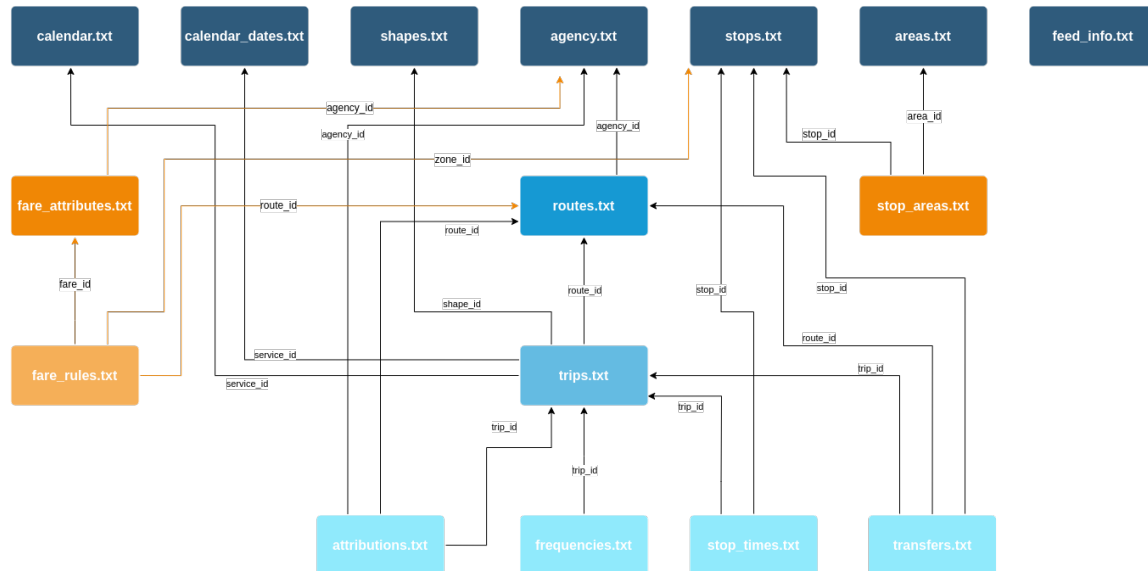 calendar.txt
calendar_dates.txt
shapes.txt
agency.txt
stops.txt
areas.txt
feed_info.txt
agency_id
area_id
agency_id
agency_id
stop_id
zone_id
fare_attributes.txt
route_id
routes.txt
stop_areas.txt
route_id
fare_id
route_id
stop_id
stop_id
shape_id
route_id
service_id
fare_rules.txt
trips.txt
trip_id
service_id
trip_id
trip_id
trip_id
attributions.txt
frequencies.txt
stop_times.txt
transfers.txt